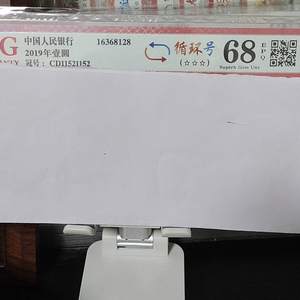 G
中国人民银行 16368128
2019年壹圆
冠号：CD11521152
循环号
(☆☆☆)
68
EPQ
Superb Gem Unc